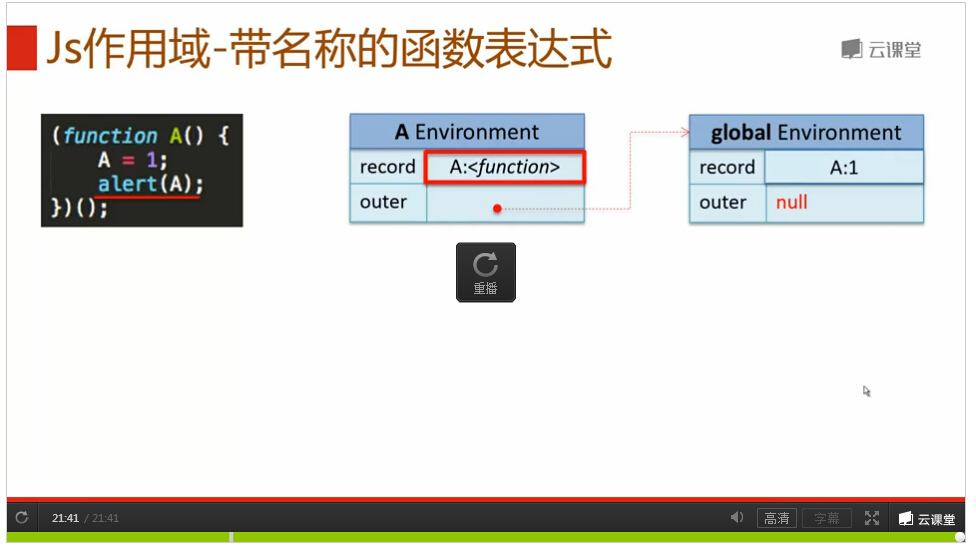 Js作用域-带名称的函数表达式
云课堂
(function A() {
A = 1;
alert(A);
})();
A Environment
record A:<function>
outer
global Environment
record A:1
outer null
重播
21:41 / 21:41
高清 字幕 云课堂